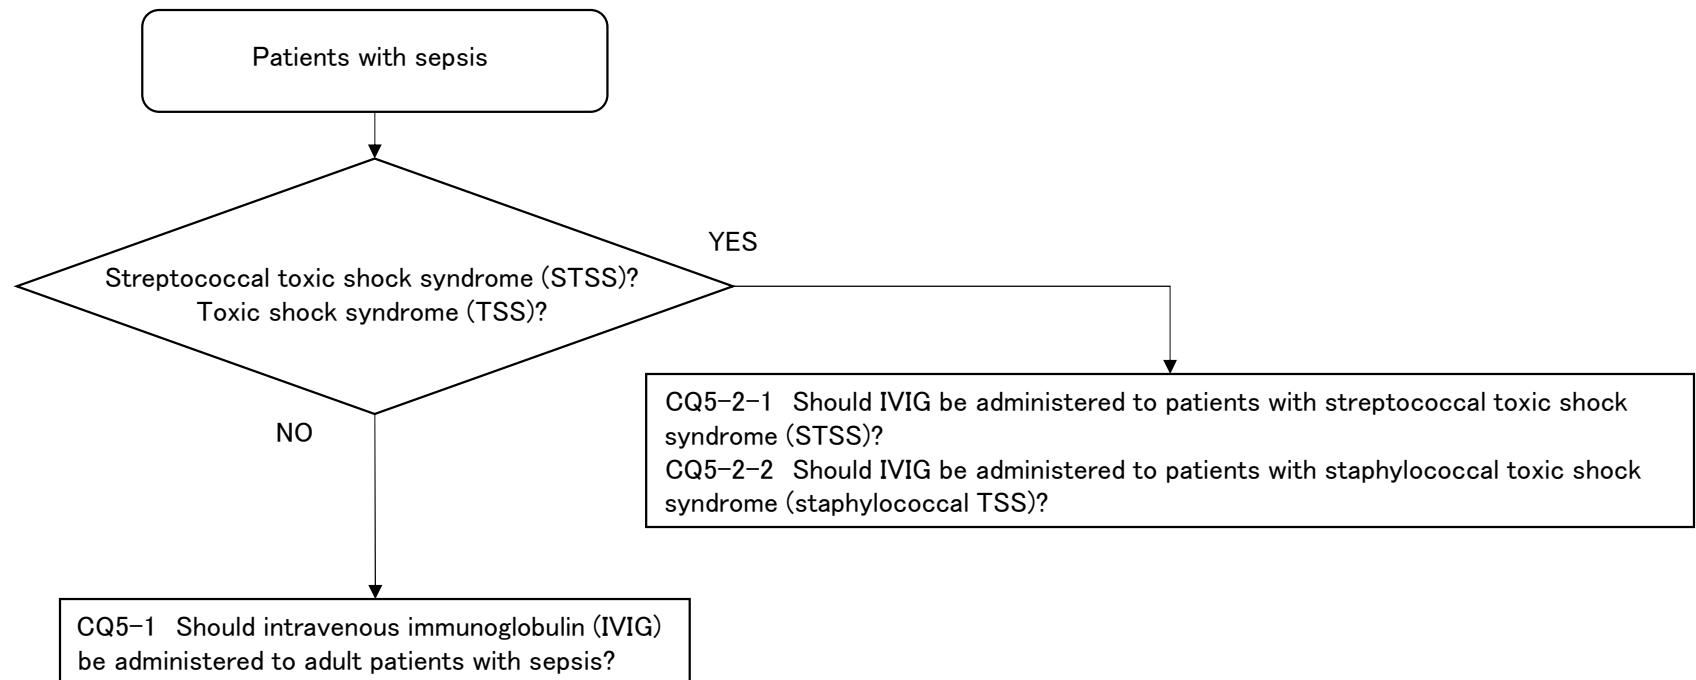 Patients with sepsis
Streptococcal toxic shock syndrome (STSS)?
Toxic shock syndrome (TSS)?
YES
CQ5-2-1 Should IVIG be administered to patients with streptococcal toxic shock
syndrome (STSS)?
CQ5-2-2 Should IVIG be administered to patients with staphylococcal toxic shock
syndrome (staphylococcal TSS)?
NO
CQ5-1 Should intravenous immunoglobulin (IVIG)
be administered to adult patients with sepsis?